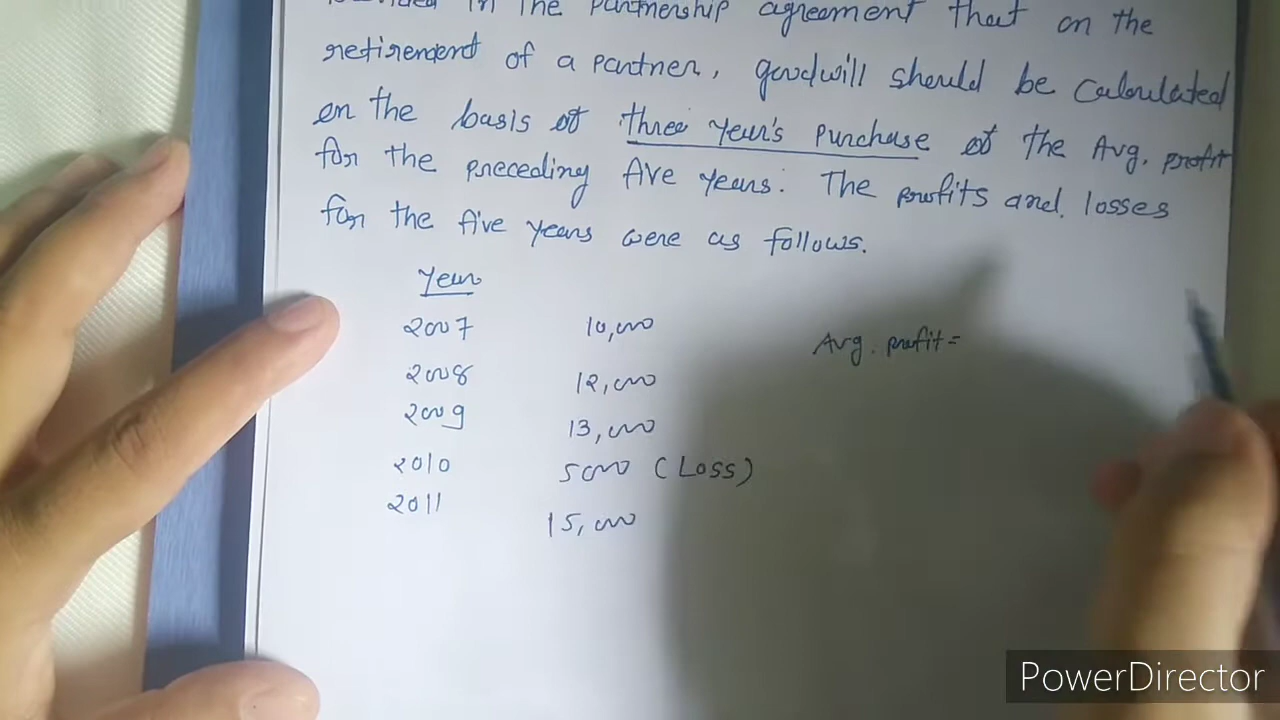 in the partnership agreement that on the
retirement of a partner, goodwill should be calculated
on the basis of three year's purchase of the Avg. profit
for the preceding five years. The profits and losses
for the five years were as follows.
Year
2007 10,000
Avg. profit =
2008 12,000
2009 13,000
2010 5000 (Loss)
2011 15,000
PowerDirector